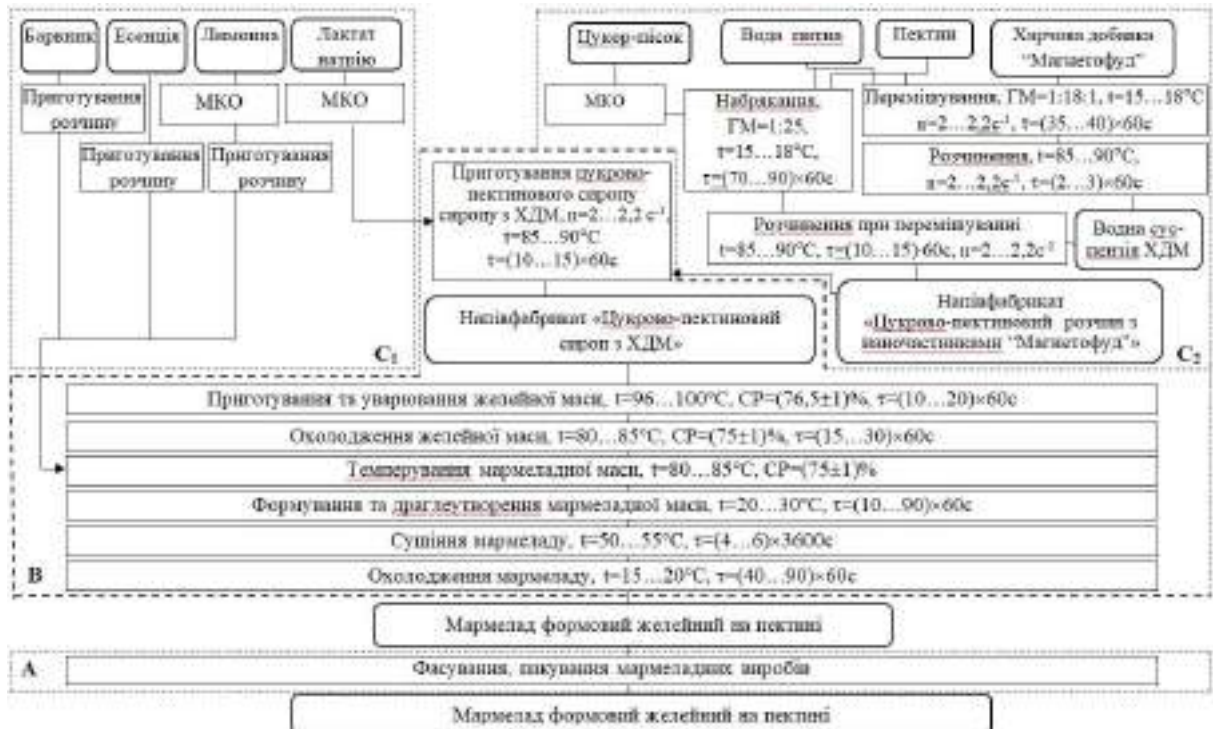 Барвник
Есенція
Лимонна
Лактат
натрію
Цукор-пісок
Вода питна
Пектин
Харчова добавка
“Магнетофуд”
Приготування
розчину
МКО
МКО
МКО
Набрякання,
ГМ=1:25,
t=15…18°С,
τ=(70…90)×60с
Перемішування, ГМ=1:18:1, t=15…18°С
n=2…2,2с⁻¹, τ=(35…40)×60с
Приготування
розчину
Приготування
розчину
Розчинення, t=85…90°С,
n=2…2,2с⁻¹, τ=(2…3)×60с
Приготування цукрово-
пектинового сиропу
сиропу з ХДМ, n=2…2,2 с⁻¹,
t=85…90°С
τ=(10…15)×60с
Розчинення при перемішуванні
t=85…90°С, τ=(10…15)·60с, n=2…2,2с⁻¹
Водна сус-
пензія ХДМ
Напівфабрикат «Цукрово-пектиновий
сироп з ХДМ»
Напівфабрикат
«Цукрово-пектиновий розчин з
наночастинками “Магнетофуд”»
С₁
С₂
Приготування та уварювання желейної маси, t=96…100°С, СР=(76,5±1)%, τ=(10…20)×60с
Охолодження желейної маси, t=80…85°С, СР=(75±1)%, τ=(15…30)×60с
Темперування мармеладної маси, t=80…85°С, СР=(75±1)%
Формування та драглеутворення мармеладної маси, t=20…30°С, τ=(10…90)×60с
Сушіння мармеладу, t=50…55°С, τ=(4…6)×3600с
В
Охолодження мармеладу, t=15…20°С, τ=(40…90)×60с
Мармелад формовий желейний на пектині
А
Фасування, пакування мармеладних виробів
Мармелад формовий желейний на пектині